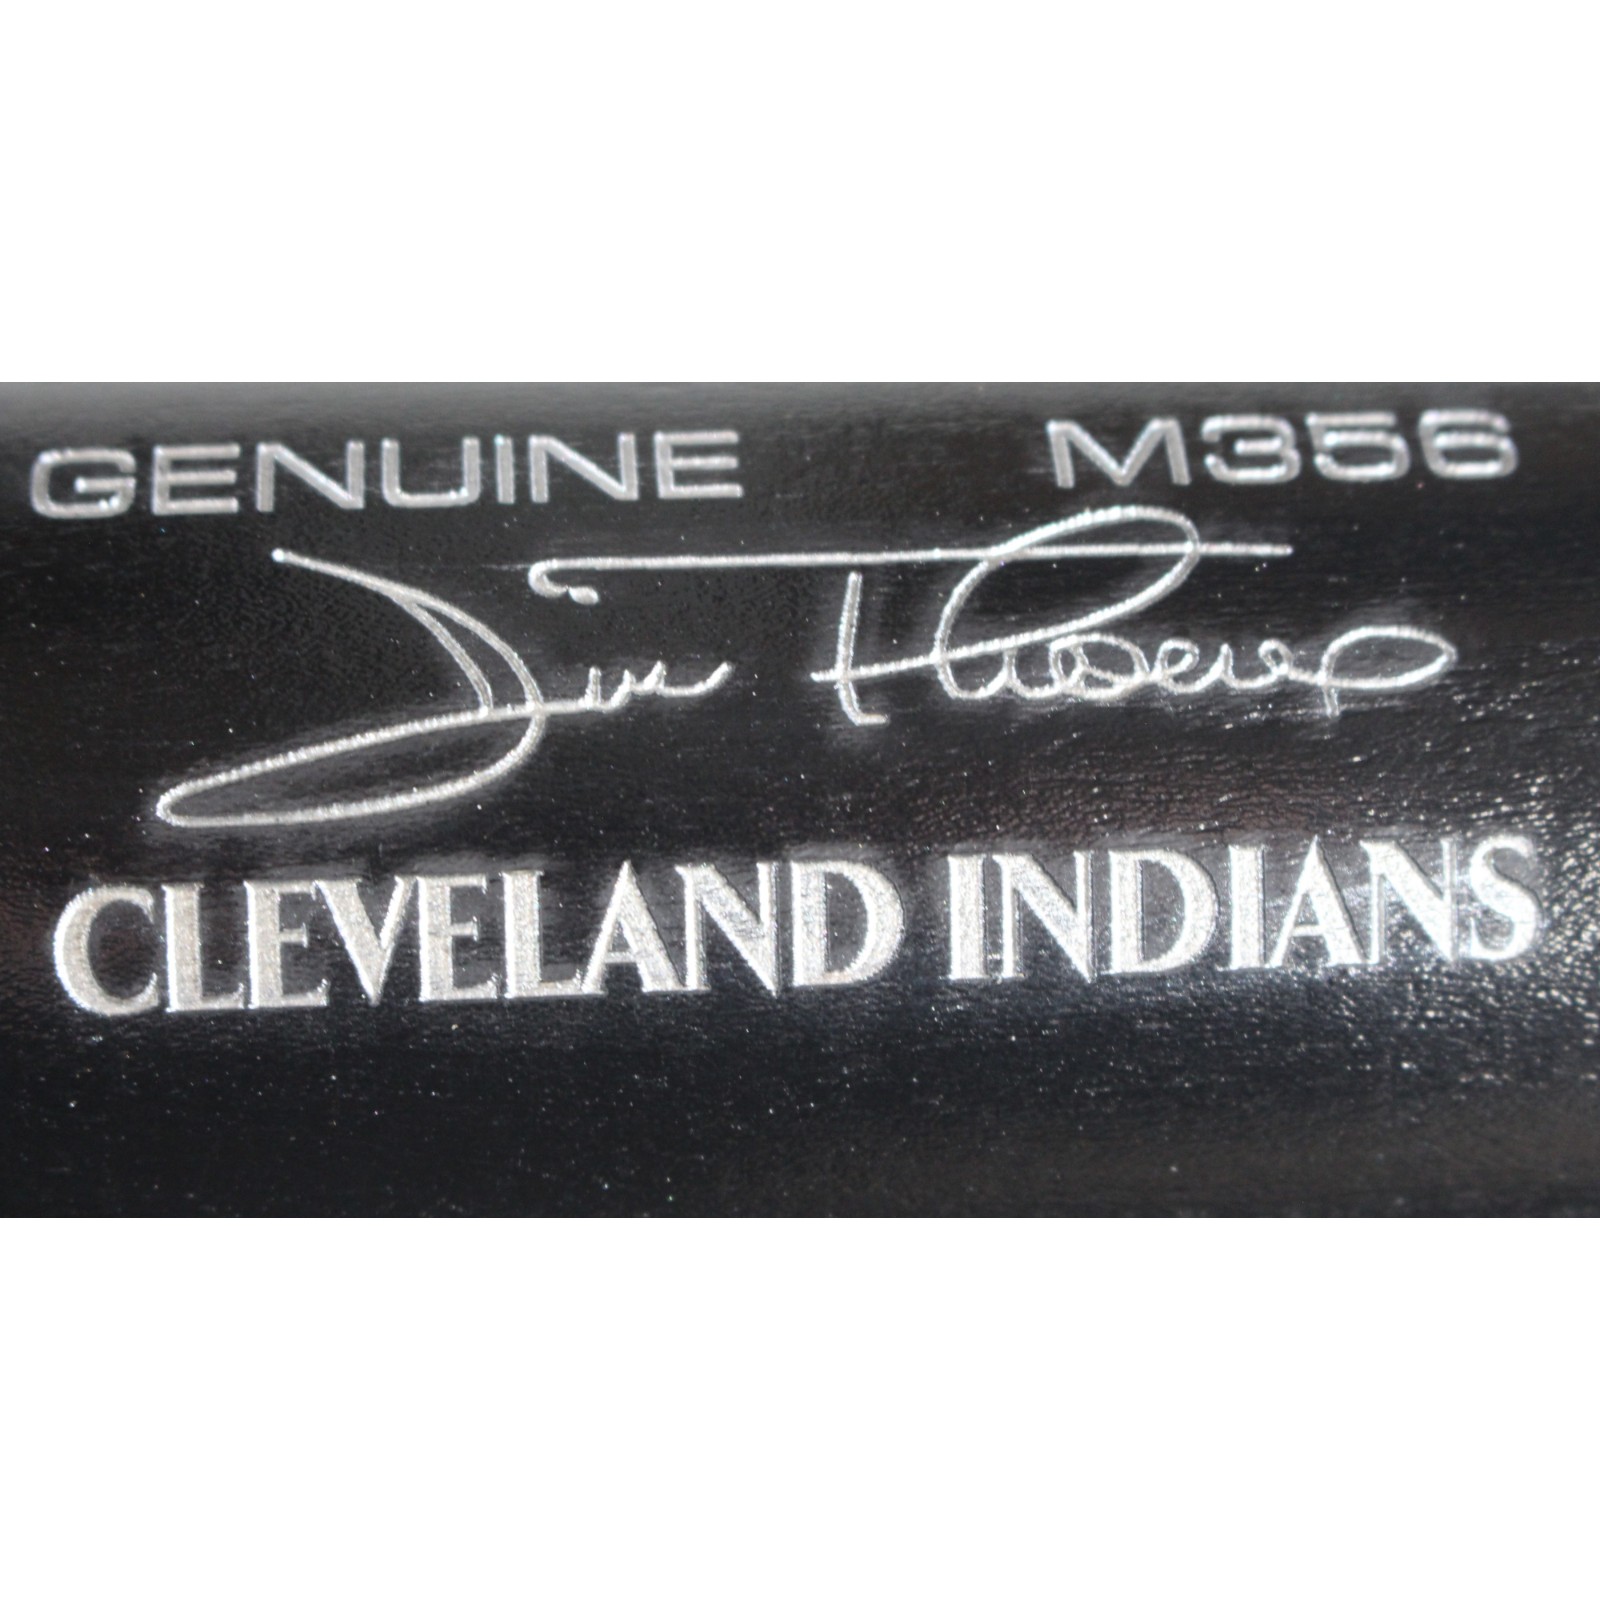 GENUINE M356
Jim Thome
CLEVELAND INDIANS